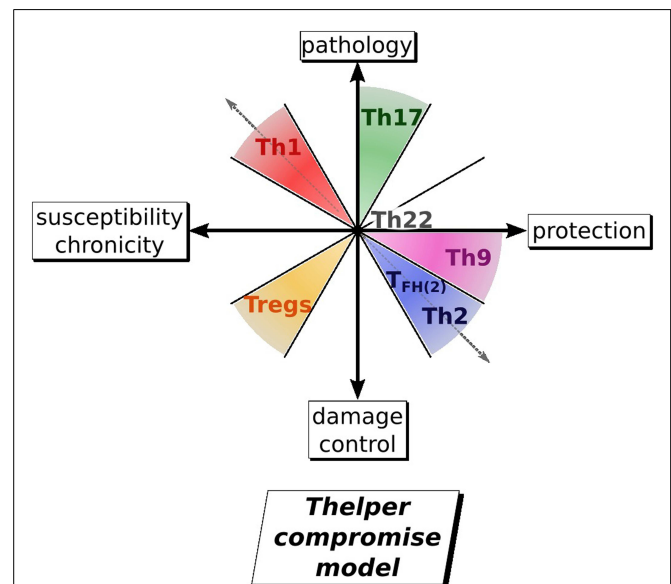 pathology
Th17
Th1
Th22
susceptibility
chronicity
protection
Th9
TFH(2)
Tregs
Th2
damage
control
Thelper
compromise
model